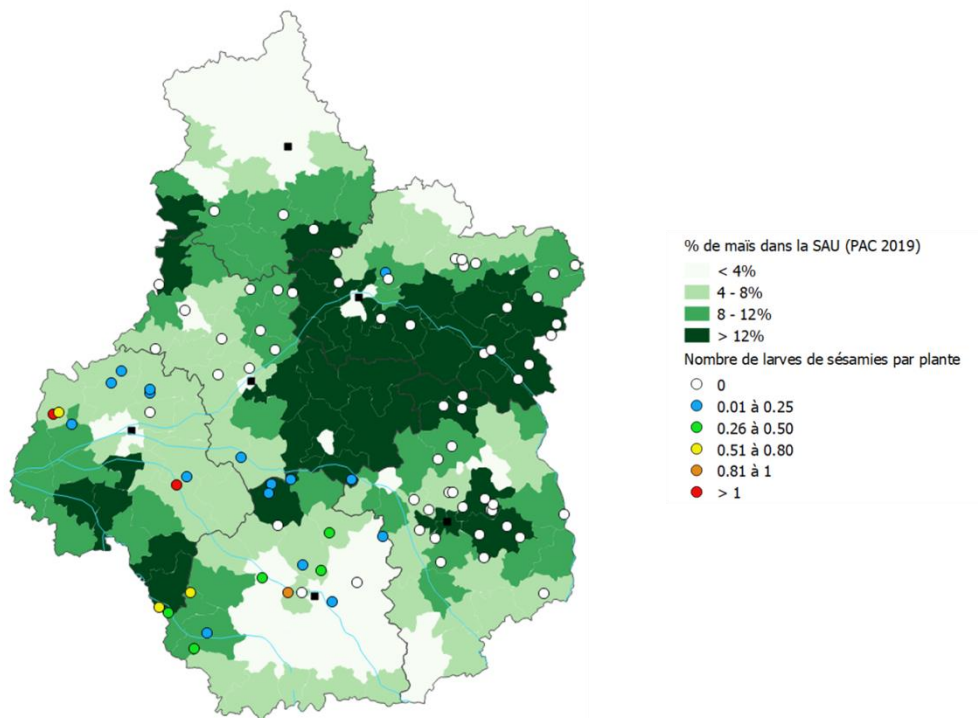 % de maïs dans la SAU (PAC 2019)
< 4%
4 - 8%
8 - 12%
> 12%
Nombre de larves de sésamies par plante
0
0.01 à 0.25
0.26 à 0.50
0.51 à 0.80
0.81 à 1
> 1